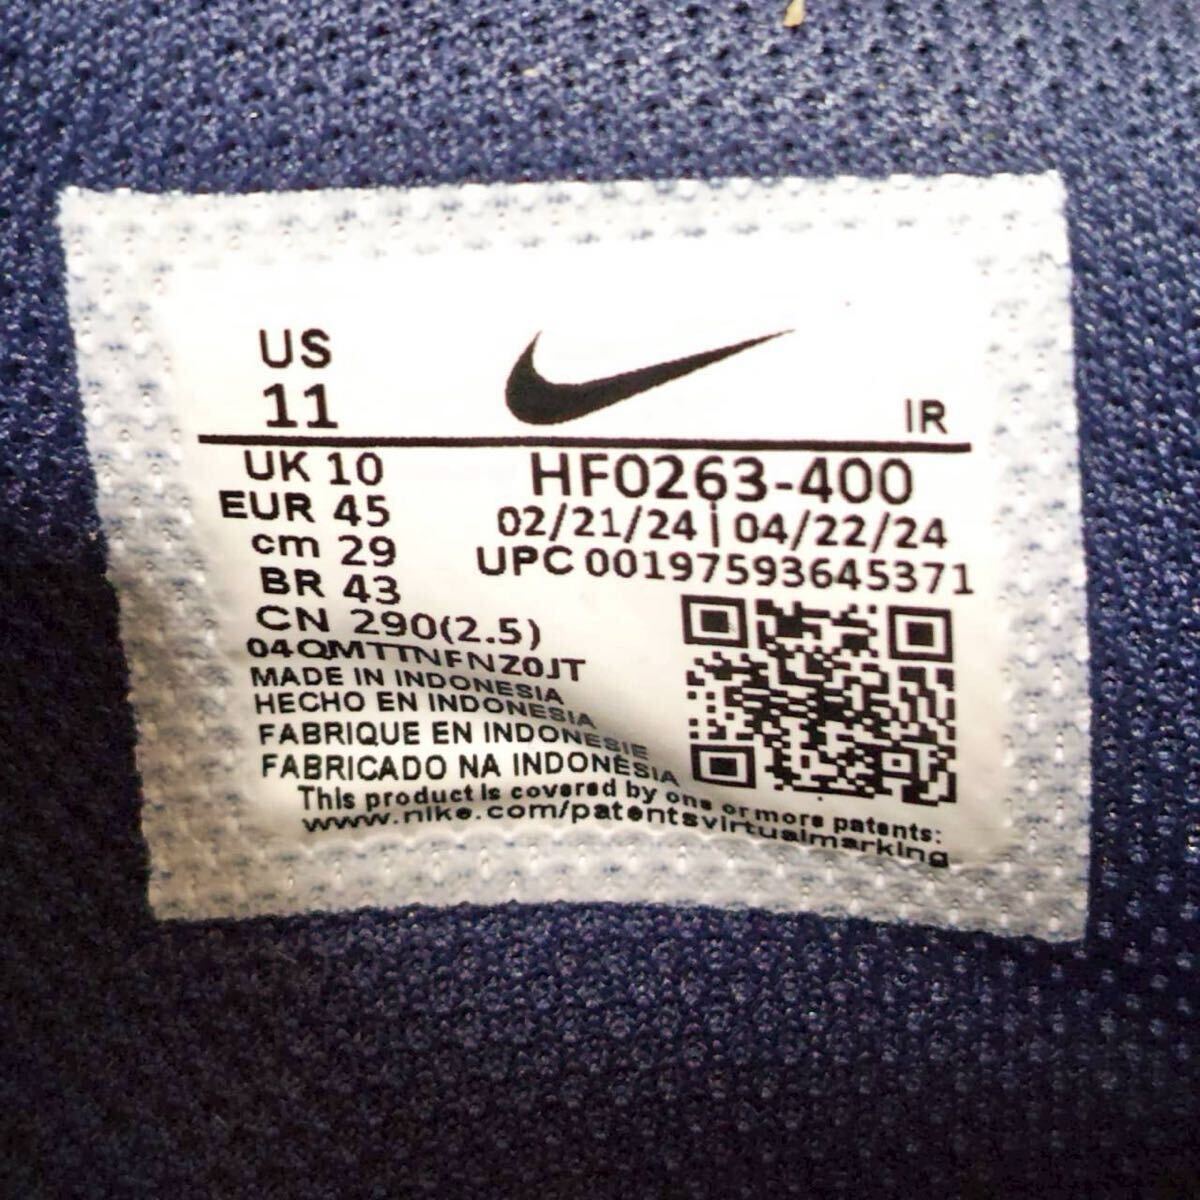 US
11
IR
UK 10
EUR 45
cm 29
BR 43
CN 290(2.5)
HF0263-400
02/21/24 | 04/22/24
UPC 00197593645371
04QMTTNFNZ0JT
MADE IN INDONESIA
HECHO EN INDONESIA
FABRIQUE EN INDONESIE
FABRICADO NA INDONÉSIA
This product is covered by one or more patents:
www.nike.com/patentsvirtualmarking